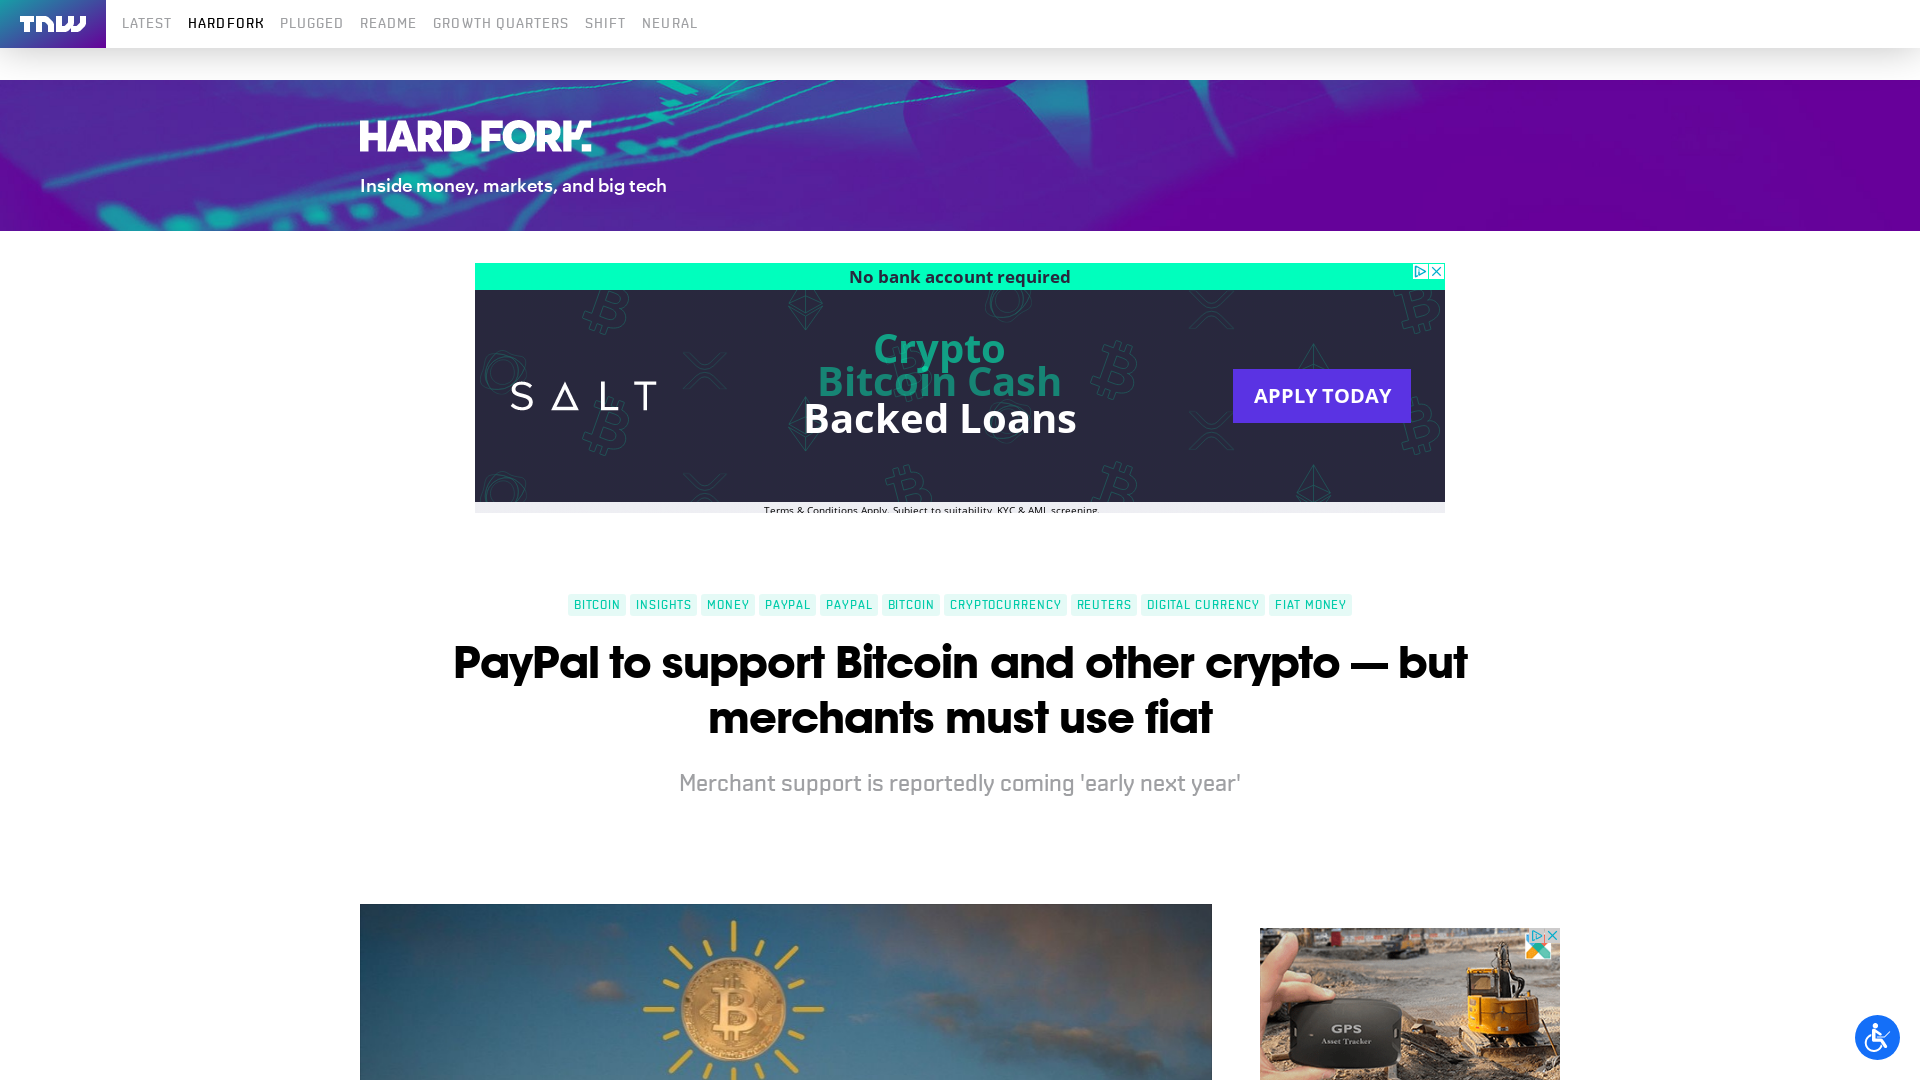 TNW LATEST HARDFORK PLUGGED README GROWTH QUARTERS SHIFT NEURAL
HARD FORK.
Inside money, markets, and big tech
No bank account required
SALT
Crypto
Bitcoin Cash
Backed Loans
APPLY TODAY
Terms & Conditions Apply. Subject to suitability, KYC & AML screening.
BITCOIN INSIGHTS MONEY PAYPAL PAYPAL BITCOIN CRYPTOCURRENCY REUTERS DIGITAL CURRENCY FIAT MONEY
PayPal to support Bitcoin and other crypto — but
merchants must use fiat
Merchant support is reportedly coming 'early next year'
GPS
Asset Tracker